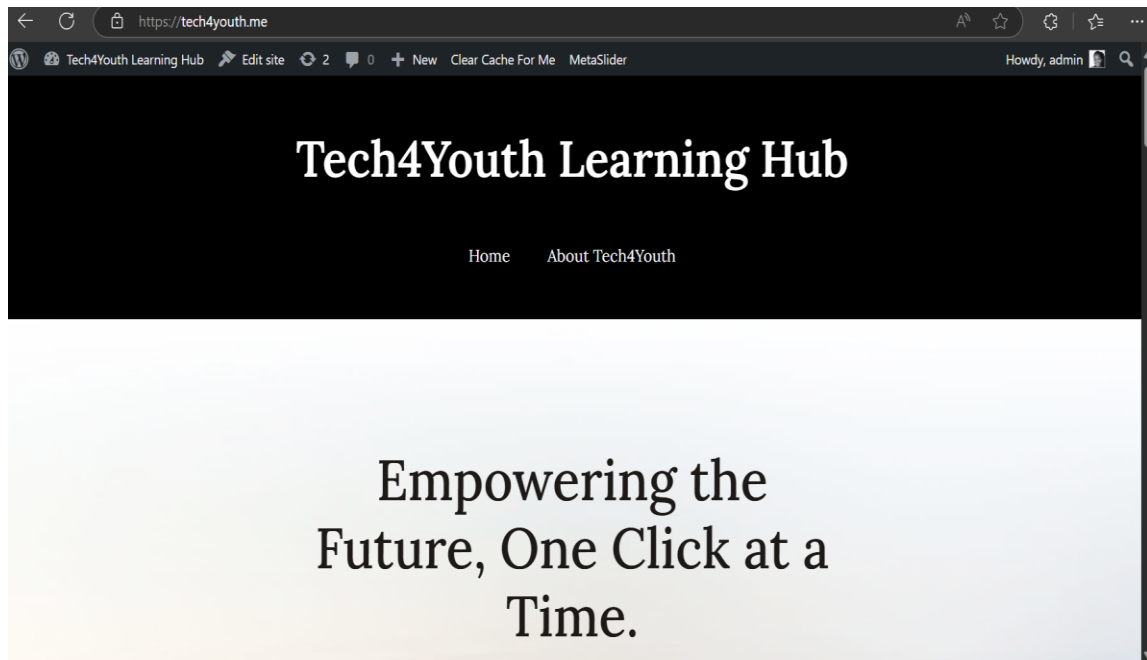 https://tech4youth.me
Tech4Youth Learning Hub Edit site 2 0 New Clear Cache For Me MetaSlider Howdy, admin
Tech4Youth Learning Hub
Home About Tech4Youth
Empowering the
Future, One Click at a
Time.